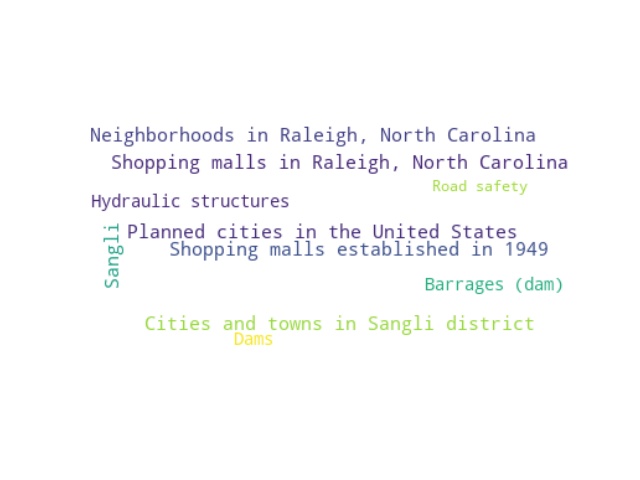 Neighborhoods in Raleigh, North Carolina
Shopping malls in Raleigh, North Carolina
Road safety
Hydraulic structures
Sangli
Planned cities in the United States
Shopping malls established in 1949
Barrages (dam)
Cities and towns in Sangli district
Dams